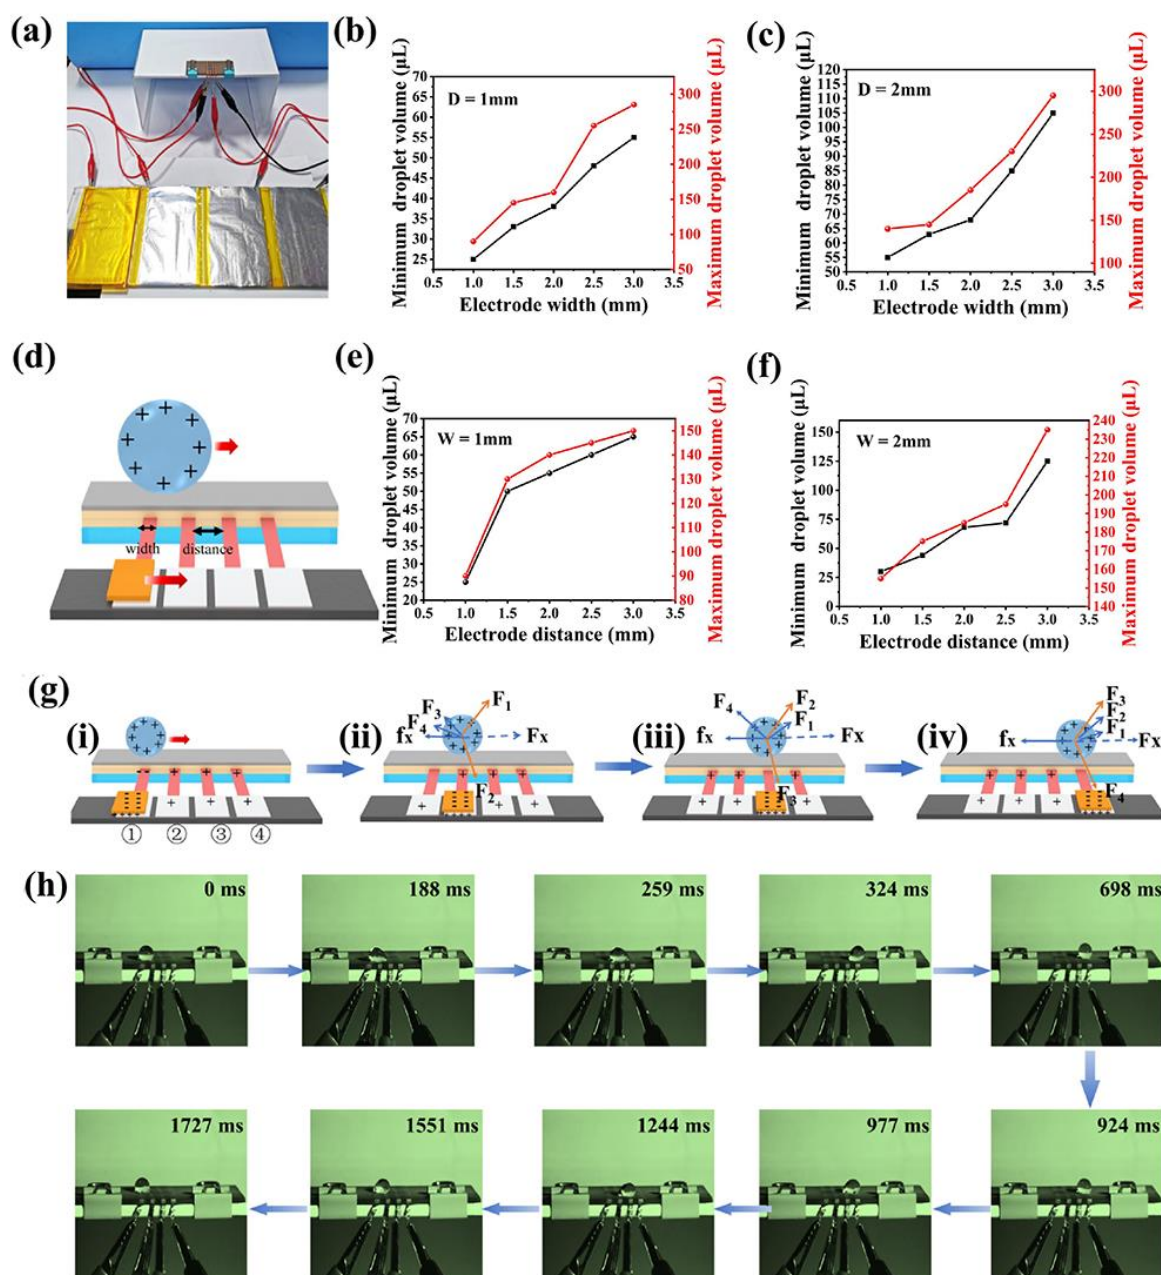 (a)
(b)
Minimum droplet volume (μL)
70
65
60
55
50
45
40
35
30
25
D = 1mm
300
250
200
150
100
50
Maximum droplet volume (μL)
0.5 1.0 1.5 2.0 2.5 3.0 3.5
Electrode width (mm)
(c)
Minimum droplet volume (μL)
120
115
110
105
100
95
90
85
80
75
70
65
60
55
50
D = 2mm
300
250
200
150
100
Maximum droplet volume (μL)
0.5 1.0 1.5 2.0 2.5 3.0 3.5
Electrode width (mm)
(d)
+ + + + + + + +
width
distance
(e)
Minimum droplet volume (μL)
70
65
60
55
50
45
40
35
30
25
20
W = 1mm
150
140
130
120
110
100
90
80
Maximum droplet volume (μL)
0.5 1.0 1.5 2.0 2.5 3.0 3.5
Electrode distance (mm)
(f)
Minimum droplet volume (μL)
150
125
100
75
50
25
0
W = 2mm
240
230
220
210
200
190
180
170
160
150
140
Maximum droplet volume (μL)
0.5 1.0 1.5 2.0 2.5 3.0 3.5
Electrode distance (mm)
(g)
(i)
① ② ③ ④
(ii)
F₃
F₄
F₁
fx
Fx
F₂
(iii)
F₄
F₂
F₁
fx
Fx
F₃
(iv)
F₃
F₂
F₁
fx
Fx
F₄
(h)
0 ms
188 ms
259 ms
324 ms
698 ms
1727 ms
1551 ms
1244 ms
977 ms
924 ms